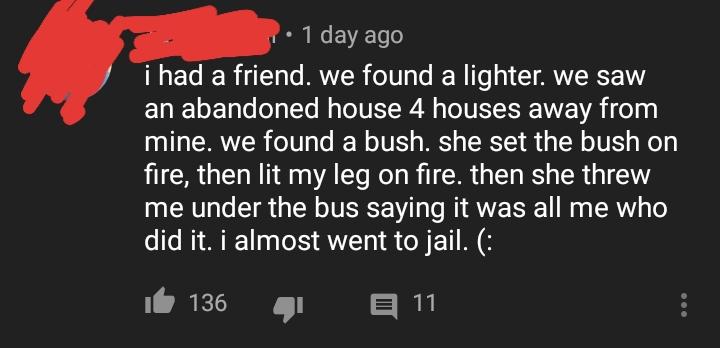 • 1 day ago
i had a friend. we found a lighter. we saw
an abandoned house 4 houses away from
mine. we found a bush. she set the bush on
fire, then lit my leg on fire. then she threw
me under the bus saying it was all me who
did it. i almost went to jail. (:
136 11